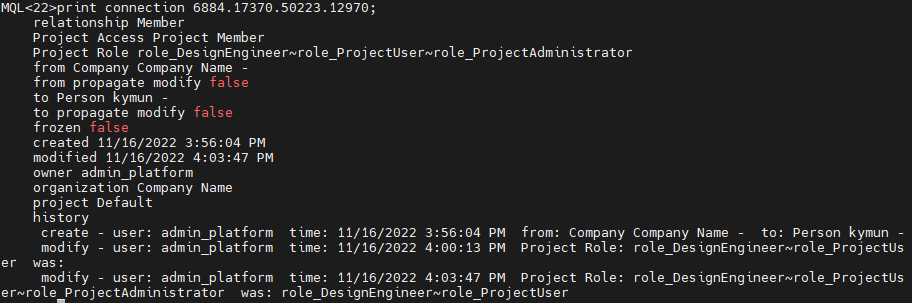 MQL<22>print connection 6884.17370.50223.12970;
relationship Member
Project Access Project Member
Project Role role_DesignEngineer~role_ProjectUser~role_ProjectAdministrator
from Company Company Name -
from propagate modify false
to Person kymun -
to propagate modify false
frozen false
created 11/16/2022 3:56:04 PM
modified 11/16/2022 4:03:47 PM
owner admin_platform
organization Company Name
project Default
history
create - user: admin_platform  time: 11/16/2022 3:56:04 PM  from: Company Company Name -  to: Person kymun -
modify - user: admin_platform  time: 11/16/2022 4:00:13 PM  Project Role: role_DesignEngineer~role_ProjectUs
er  was:
modify - user: admin_platform  time: 11/16/2022 4:03:47 PM  Project Role: role_DesignEngineer~role_ProjectUs
er~role_ProjectAdministrator  was: role_DesignEngineer~role_ProjectUser